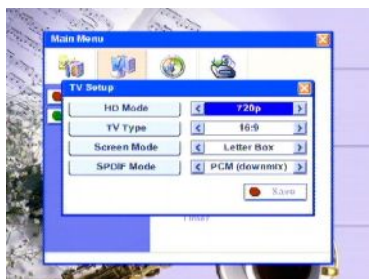 Main Menu
TV Setup
HD Mode < 720p >
TV Type < 16:9 >
Screen Mode < Letter Box >
SPDIF Mode < PCM (downmix) >
Save